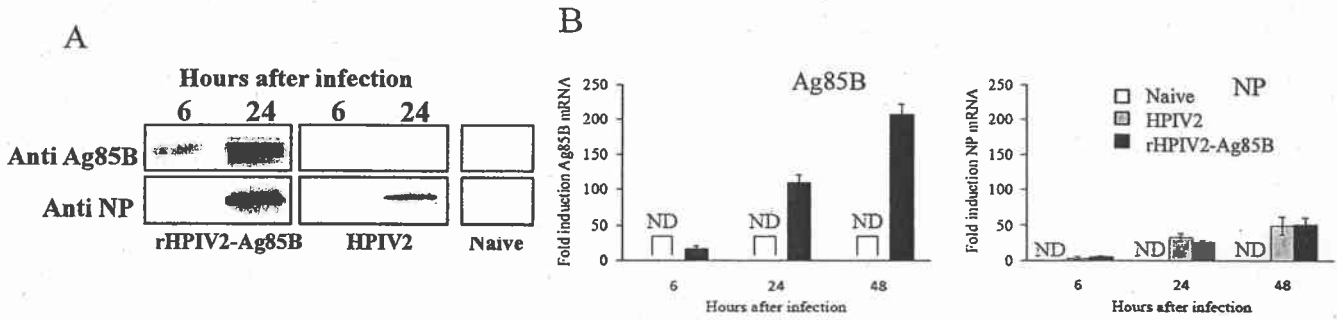 A
Hours after infection
6 24 6 24
Anti Ag85B
Anti NP
rHPIV2-Ag85B HPIV2 Naive
B
Ag85B
Fold induction Ag85B mRNA
250
200
150
100
50
0
ND ND ND
6 24 48
Hours after infection
NP
Naive
HPIV2
rHPIV2-Ag85B
Fold induction NP mRNA
250
200
150
100
50
0
ND ND ND
6 24 48
Hours after infection